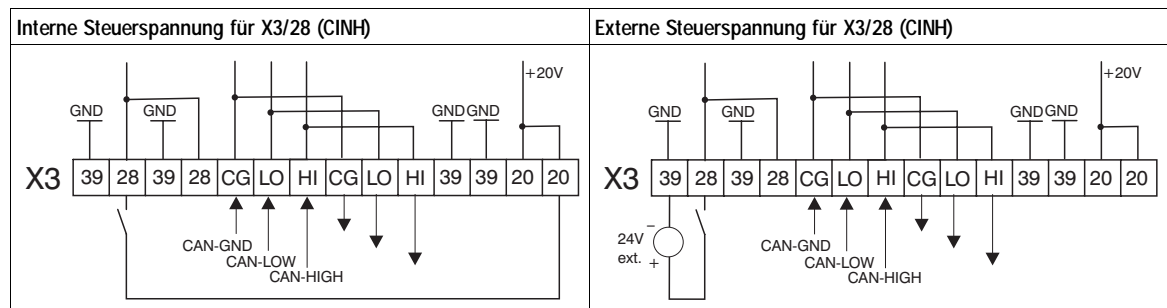 Interne Steuerspannung für X3/28 (CINH)
+20V
GND GND GND GND
X3 39 28 39 28 CG LO HI CG LO HI 39 39 20 20
CAN-GND
CAN-LOW
CAN-HIGH
Externe Steuerspannung für X3/28 (CINH)
+20V
GND GND GND GND
X3 39 28 39 28 CG LO HI CG LO HI 39 39 20 20
24V −
ext. +
CAN-GND
CAN-LOW
CAN-HIGH